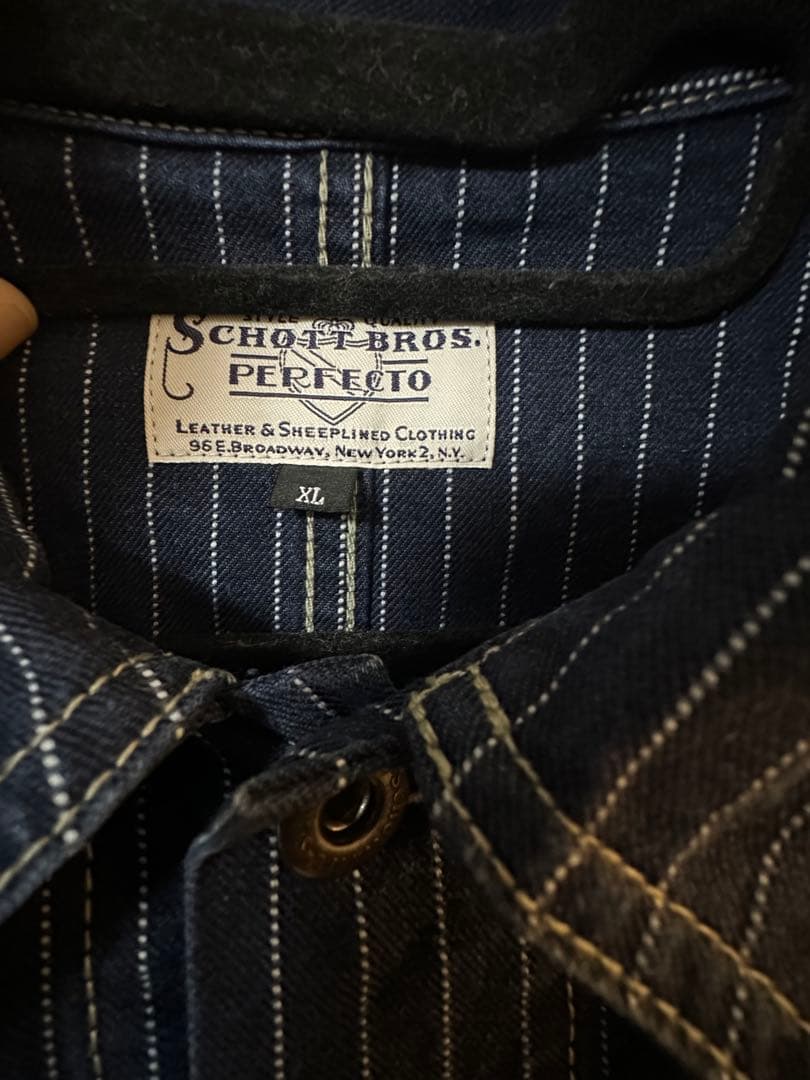 STYLE QUALITY
SCHOTT BROS.
PERFECTO
LEATHER & SHEEPLINED CLOTHING
96 E. BROADWAY, NEW YORK 2, N.Y.
XL